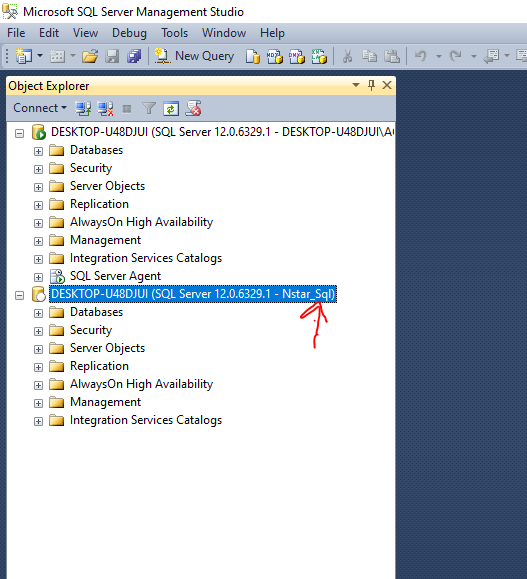 Microsoft SQL Server Management Studio
File Edit View Debug Tools Window Help
New Query
Object Explorer
Connect
DESKTOP-U48DJUI (SQL Server 12.0.6329.1 - DESKTOP-U48DJUI\
Databases
Security
Server Objects
Replication
AlwaysOn High Availability
Management
Integration Services Catalogs
SQL Server Agent
DESKTOP-U48DJUI (SQL Server 12.0.6329.1 - Nstar_Sql)
Databases
Security
Server Objects
Replication
AlwaysOn High Availability
Management
Integration Services Catalogs